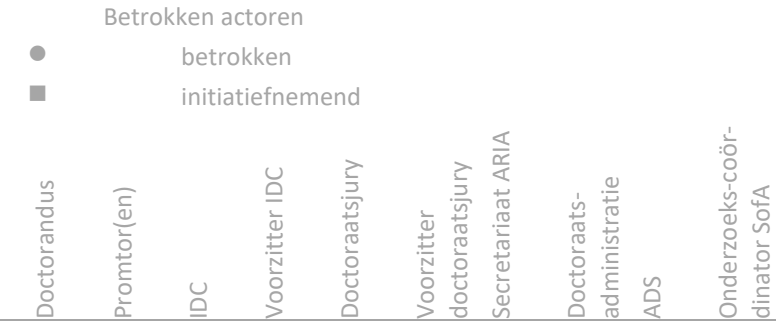 Betrokken actoren
● betrokken
■ initiatiefnemend
Doctorandus
Promtor(en)
IDC
Voorzitter IDC
Doctoraatsjury
Voorzitter
doctoraatsjury
Secretariaat ARIA
Doctoraats-
administratie
ADS
Onderzoeks-coör-
dinator SofA